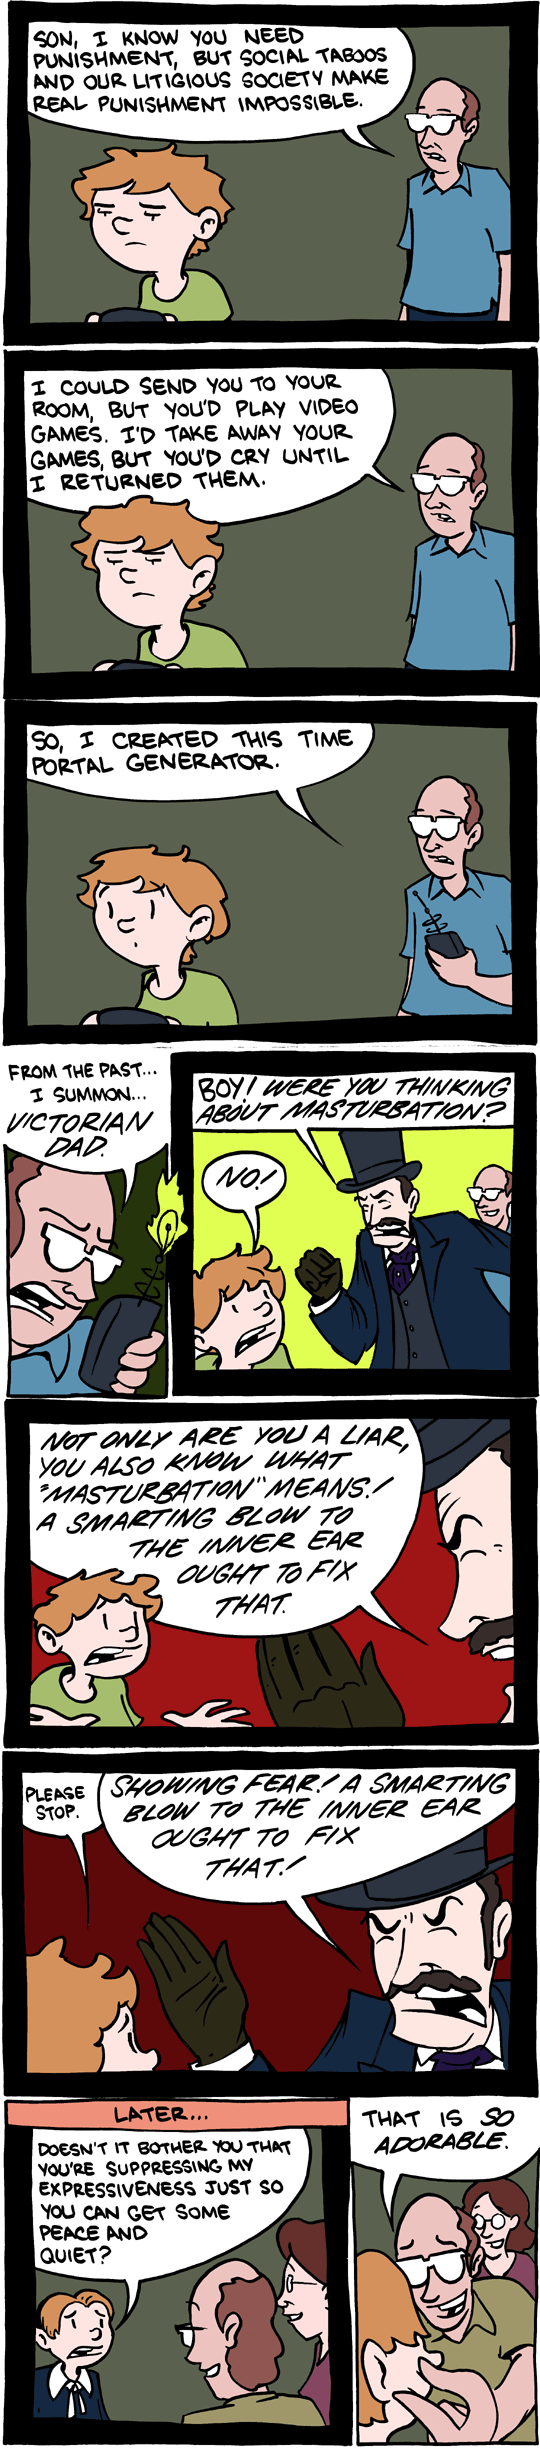 SON, I KNOW YOU NEED
PUNISHMENT, BUT SOCIAL TABOOS
AND OUR LITIGIOUS SOCIETY MAKE
REAL PUNISHMENT IMPOSSIBLE.
I COULD SEND YOU TO YOUR
ROOM, BUT YOU'D PLAY VIDEO
GAMES. I'D TAKE AWAY YOUR
GAMES, BUT YOU'D CRY UNTIL
I RETURNED THEM.
SO, I CREATED THIS TIME
PORTAL GENERATOR.
FROM THE PAST...
I SUMMON...
VICTORIAN
DAD.
BOY! WERE YOU THINKING
ABOUT MASTURBATION?
NO!
NOT ONLY ARE YOU A LIAR,
YOU ALSO KNOW WHAT
"MASTURBATION" MEANS!
A SMARTING BLOW TO
THE INNER EAR
OUGHT TO FIX
THAT.
PLEASE
STOP.
SHOWING FEAR! A SMARTING
BLOW TO THE INNER EAR
OUGHT TO FIX
THAT!
LATER...
DOESN'T IT BOTHER YOU THAT
YOU'RE SUPPRESSING MY
EXPRESSIVENESS JUST SO
YOU CAN GET SOME
PEACE AND
QUIET?
THAT IS SO
ADORABLE.